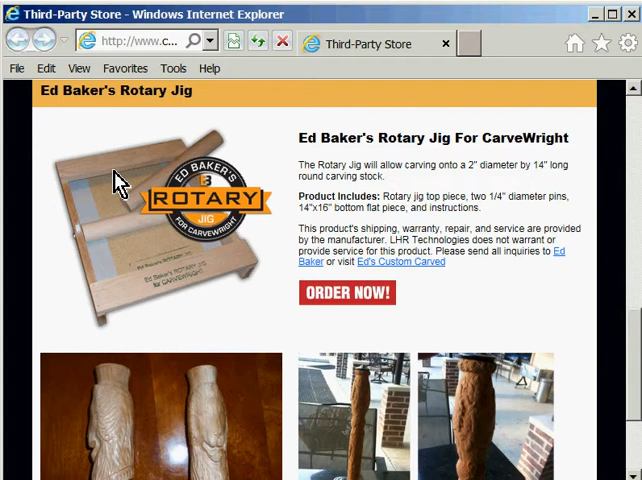 Third-Party Store - Windows Internet Explorer
http://www.c...
Third-Party Store
File Edit View Favorites Tools Help
Ed Baker's Rotary Jig
ED BAKER'S
ROTARY
JIG
FOR CARVEWRIGHT
Ed Baker's ROTARY JIG
for CARVEWRIGHT
Ed Baker's Rotary Jig For CarveWright
The Rotary Jig will allow carving onto a 2" diameter by 14" long
round carving stock.
Product Includes: Rotary jig top piece, two 1/4" diameter pins,
14"x16" bottom flat piece, and instructions.
This product's shipping, warranty, repair, and service are provided
by the manufacturer. LHR Technologies does not warrant or
provide service for this product. Please send all inquiries to Ed
Baker or visit Ed's Custom Carved
ORDER NOW!